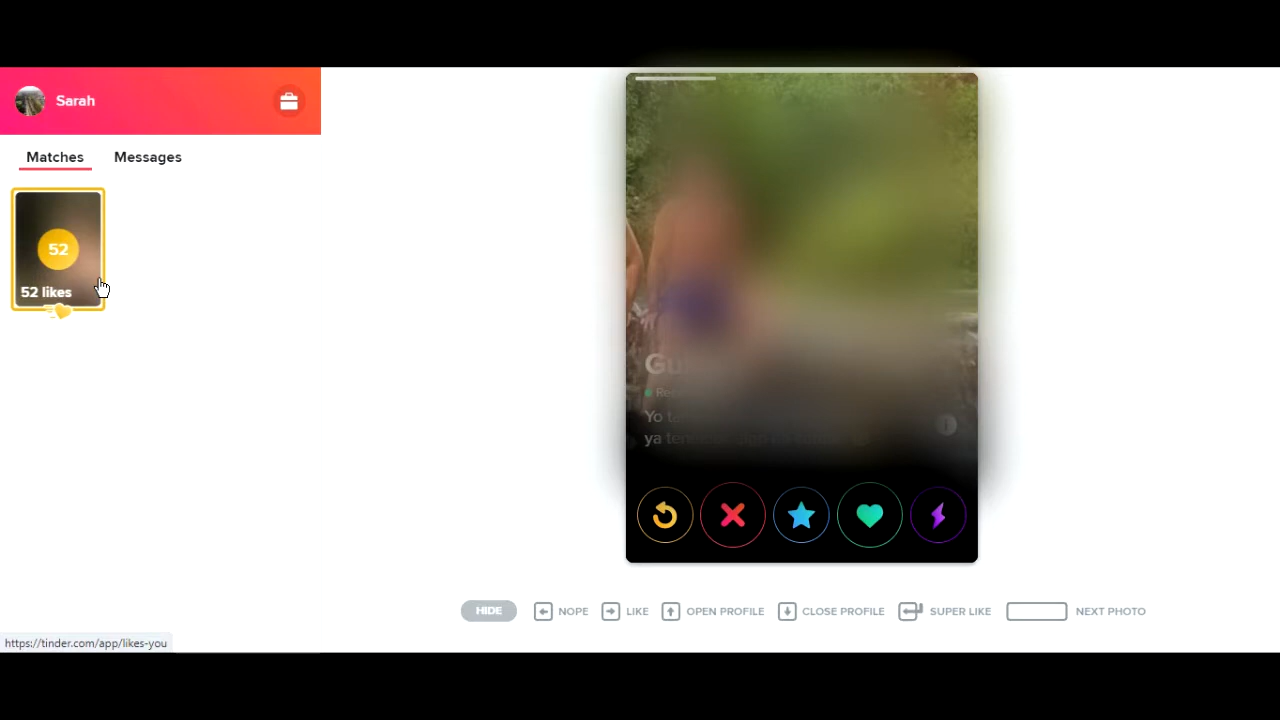 Sarah
Matches
Messages
52
52 likes
Yo
HIDE
NOPE
LIKE
OPEN PROFILE
CLOSE PROFILE
SUPER LIKE
NEXT PHOTO
https://tinder.com/app/likes-you